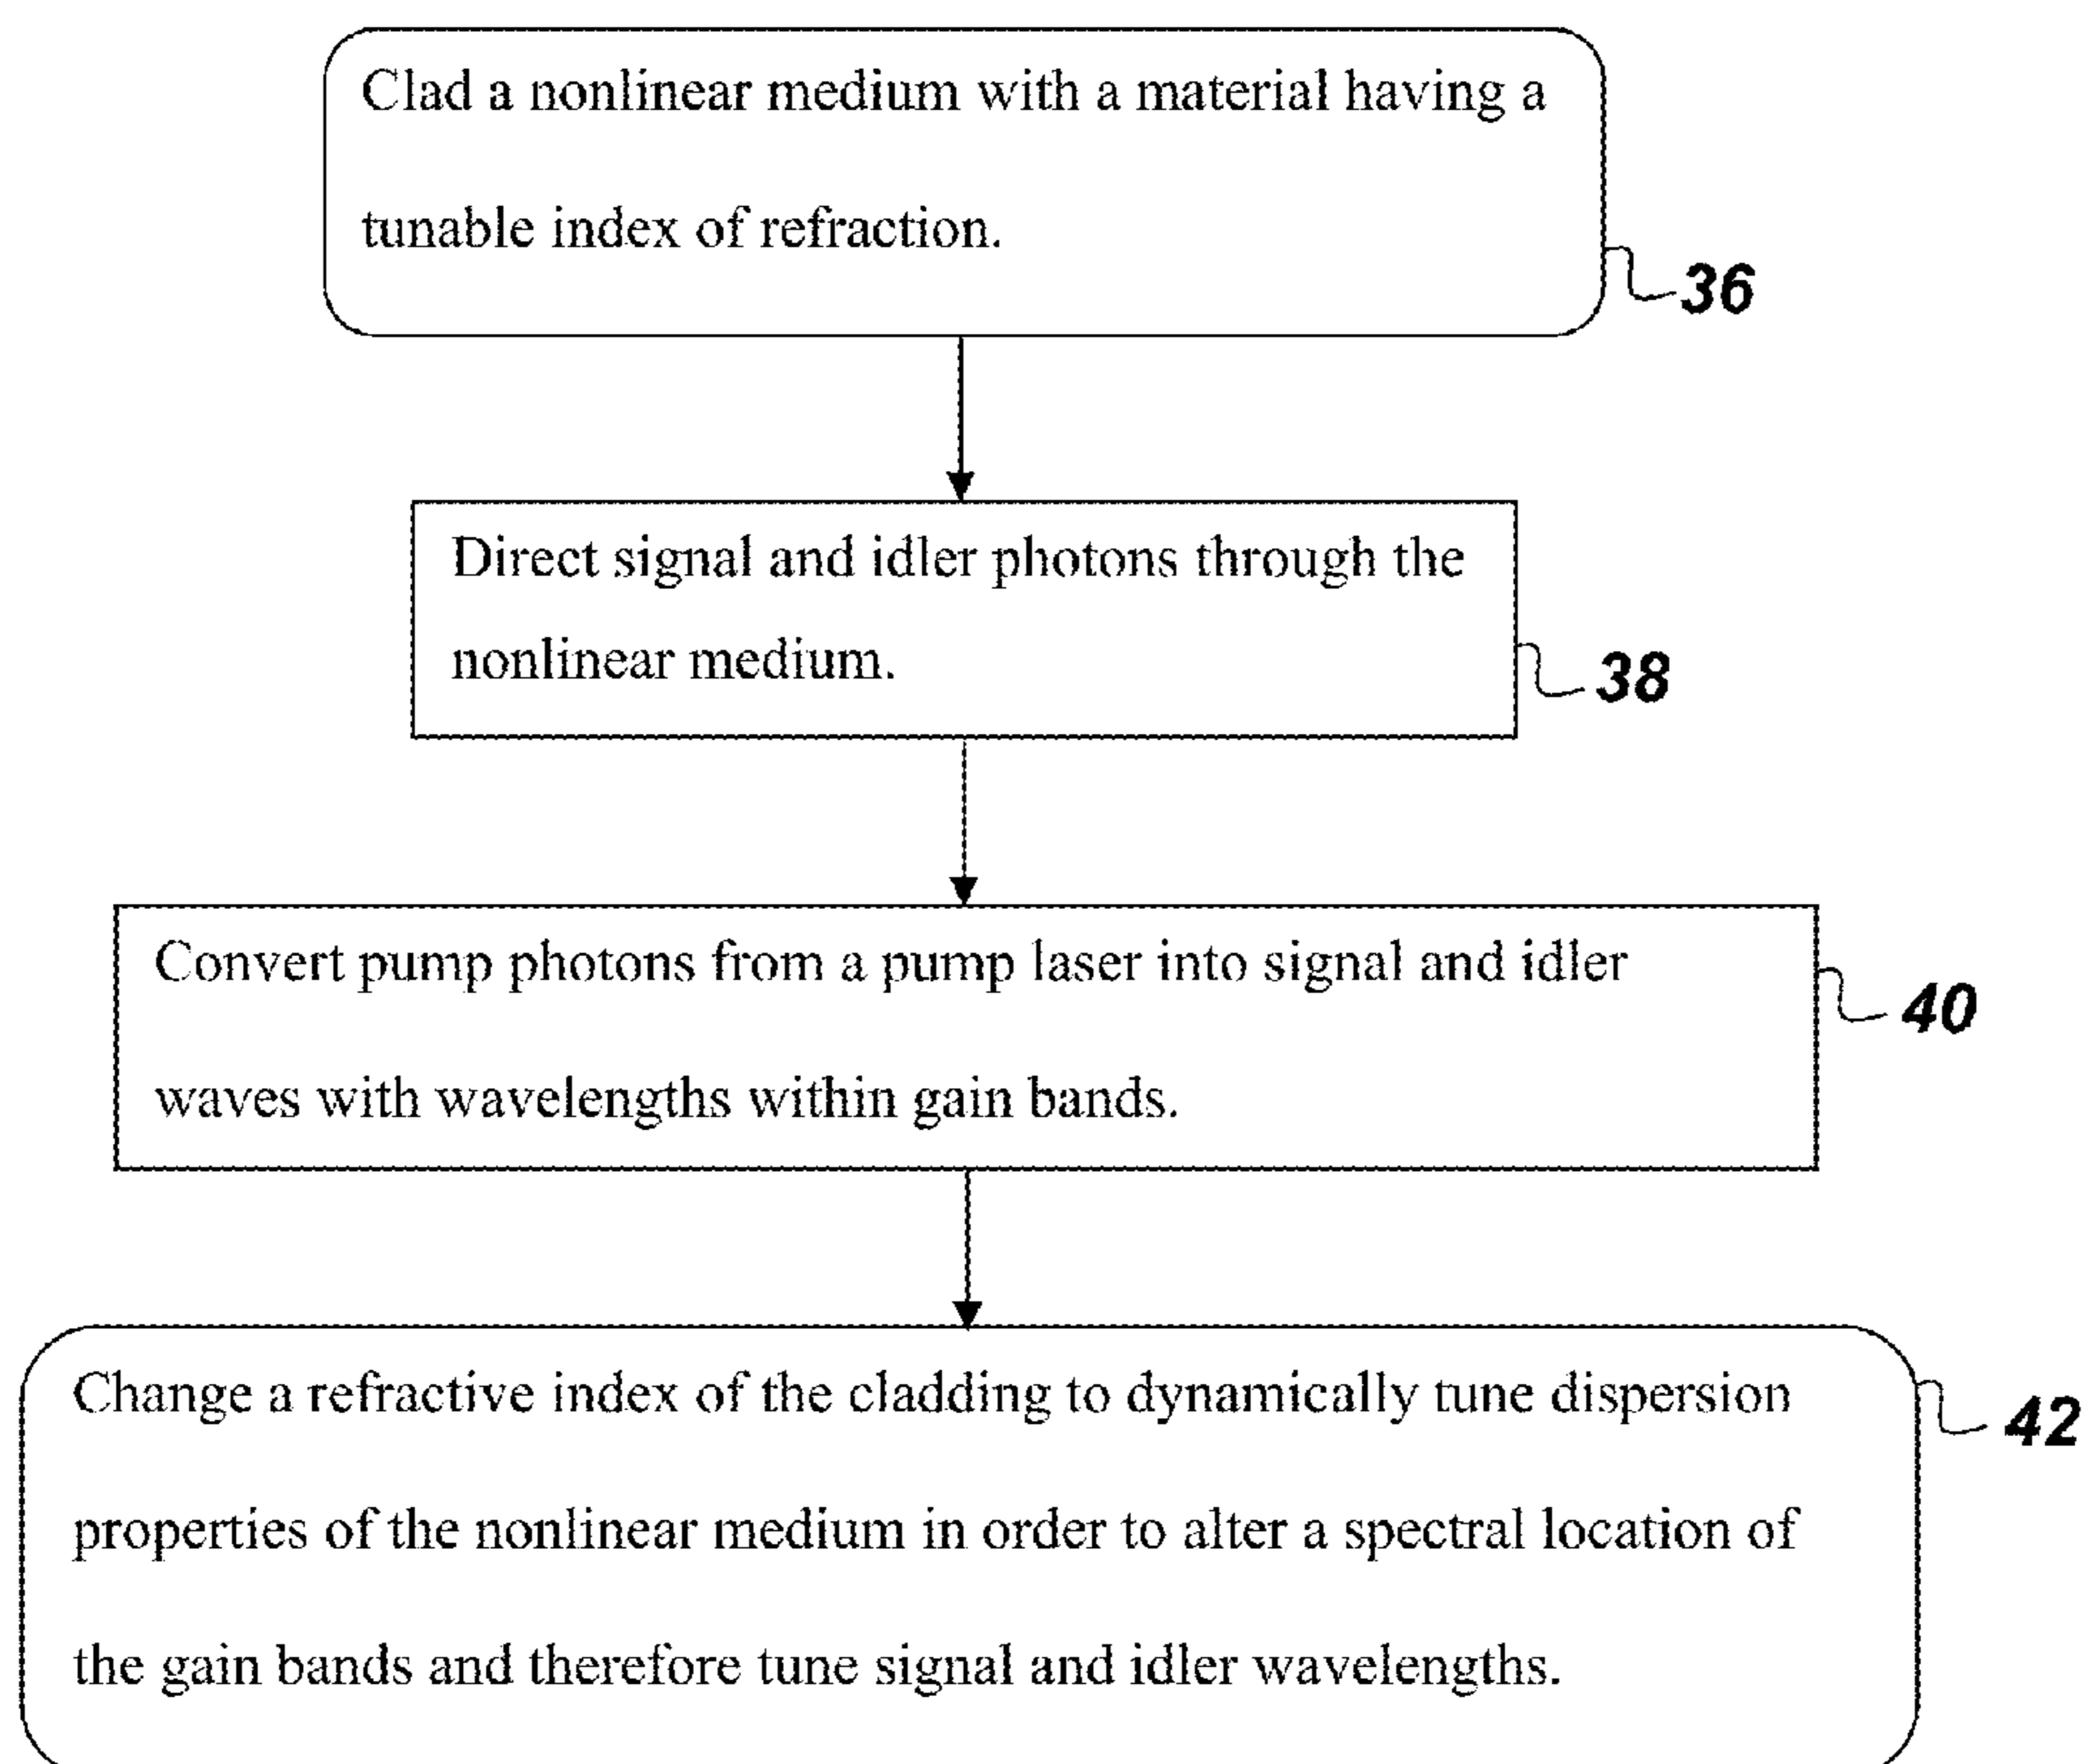 Clad a nonlinear medium with a material having a
tunable index of refraction.
36
Direct signal and idler photons through the
nonlinear medium.
38
Convert pump photons from a pump laser into signal and idler
waves with wavelengths within gain bands.
40
Change a refractive index of the cladding to dynamically tune dispersion
properties of the nonlinear medium in order to alter a spectral location of
the gain bands and therefore tune signal and idler wavelengths.
42